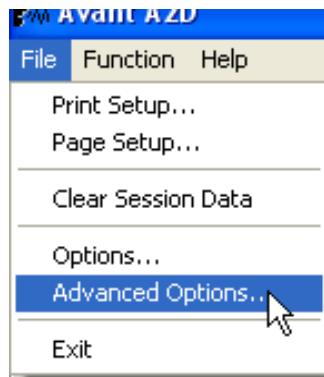 Avant A2D
File Function Help
Print Setup...
Page Setup...
Clear Session Data
Options...
Advanced Options...
Exit